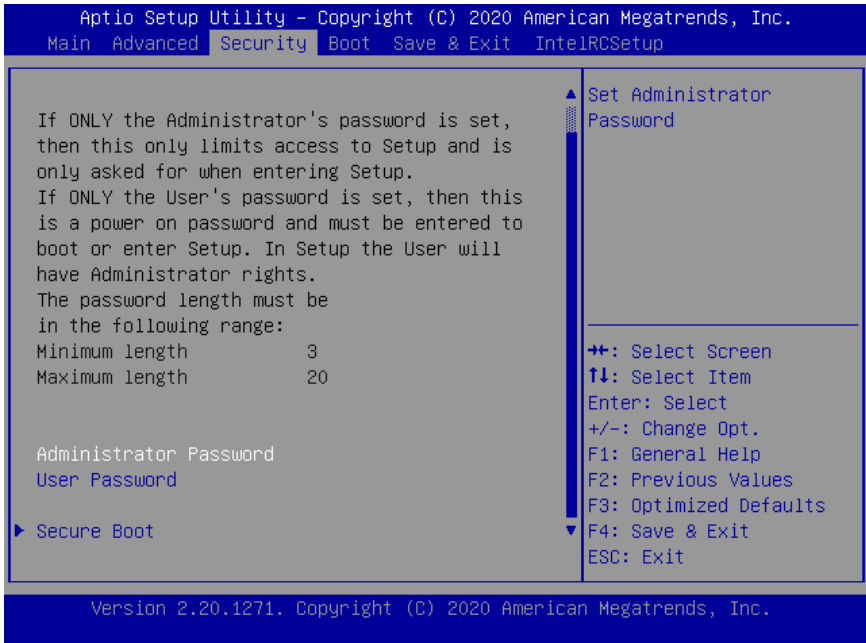 Aptio Setup Utility – Copyright (C) 2020 American Megatrends, Inc.
Main Advanced Security Boot Save & Exit IntelRCSetup
If ONLY the Administrator's password is set,
then this only limits access to Setup and is
only asked for when entering Setup.
If ONLY the User's password is set, then this
is a power on password and must be entered to
boot or enter Setup. In Setup the User will
have Administrator rights.
The password length must be
in the following range:
Minimum length 3
Maximum length 20
Administrator Password
User Password
Secure Boot
Set Administrator
Password
→←: Select Screen
↑↓: Select Item
Enter: Select
+/-: Change Opt.
F1: General Help
F2: Previous Values
F3: Optimized Defaults
F4: Save & Exit
ESC: Exit
Version 2.20.1271. Copyright (C) 2020 American Megatrends, Inc.